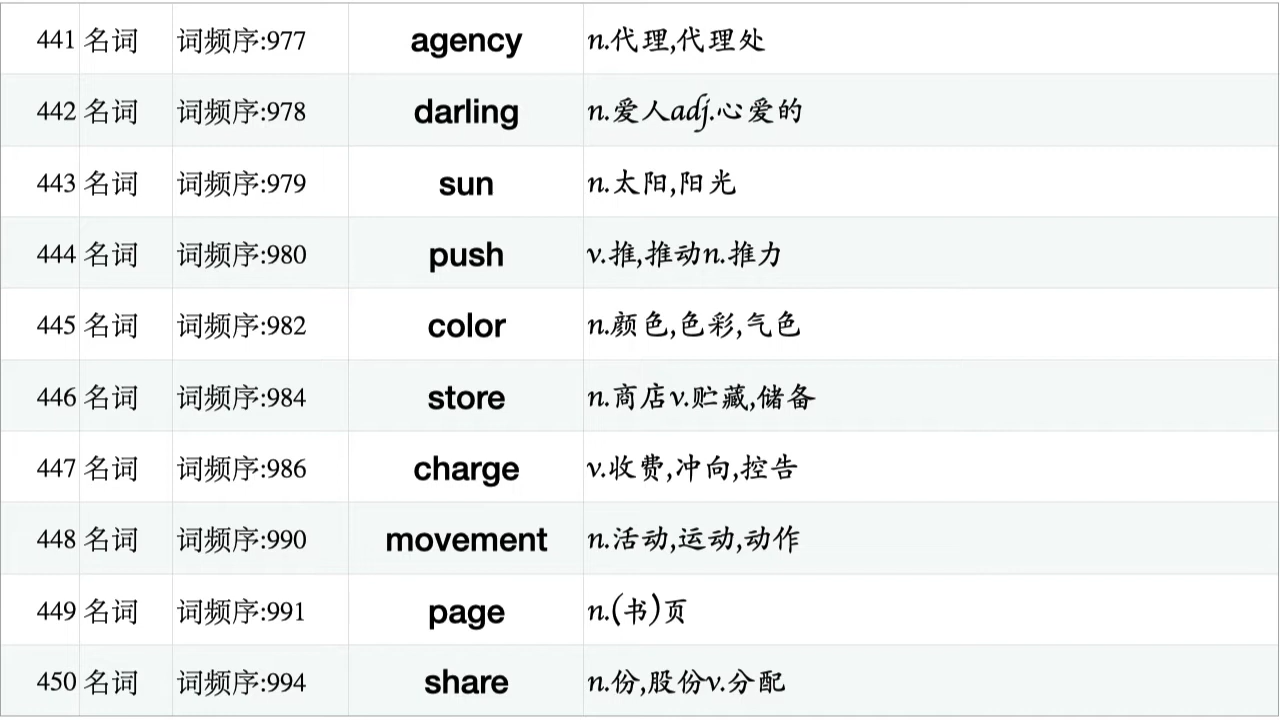 441 名词 词频序:977 agency n.代理,代理处
442 名词 词频序:978 darling n.爱人adj.心爱的
443 名词 词频序:979 sun n.太阳,阳光
444 名词 词频序:980 push v.推,推动n.推力
445 名词 词频序:982 color n.颜色,色彩,气色
446 名词 词频序:984 store n.商店v.贮藏,储备
447 名词 词频序:986 charge v.收费,冲向,控告
448 名词 词频序:990 movement n.活动,运动,动作
449 名词 词频序:991 page n.(书)页
450 名词 词频序:994 share n.份,股份v.分配